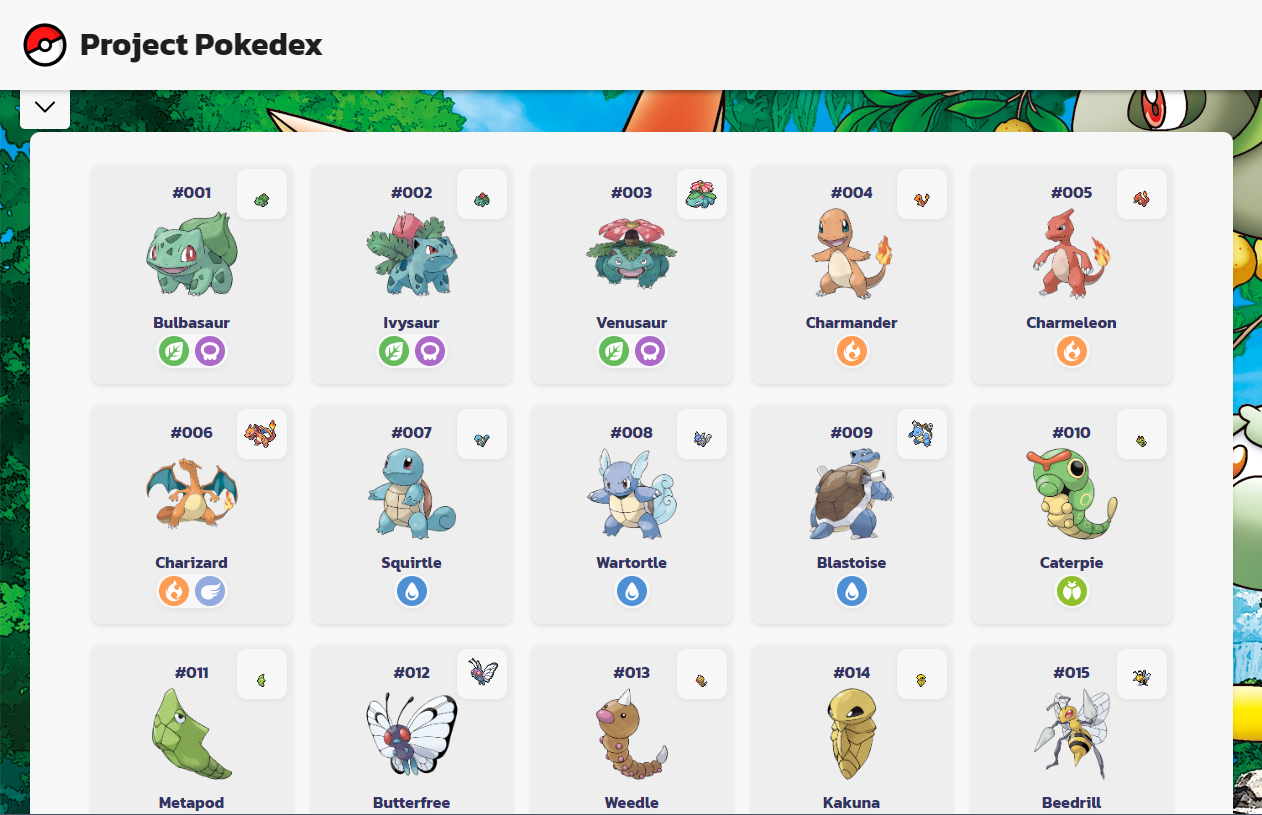 Project Pokedex
#001 #002 #003 #004 #005
Bulbasaur Ivysaur Venusaur Charmander Charmeleon
#006 #007 #008 #009 #010
Charizard Squirtle Wartortle Blastoise Caterpie
#011 #012 #013 #014 #015
Metapod Butterfree Weedle Kakuna Beedrill